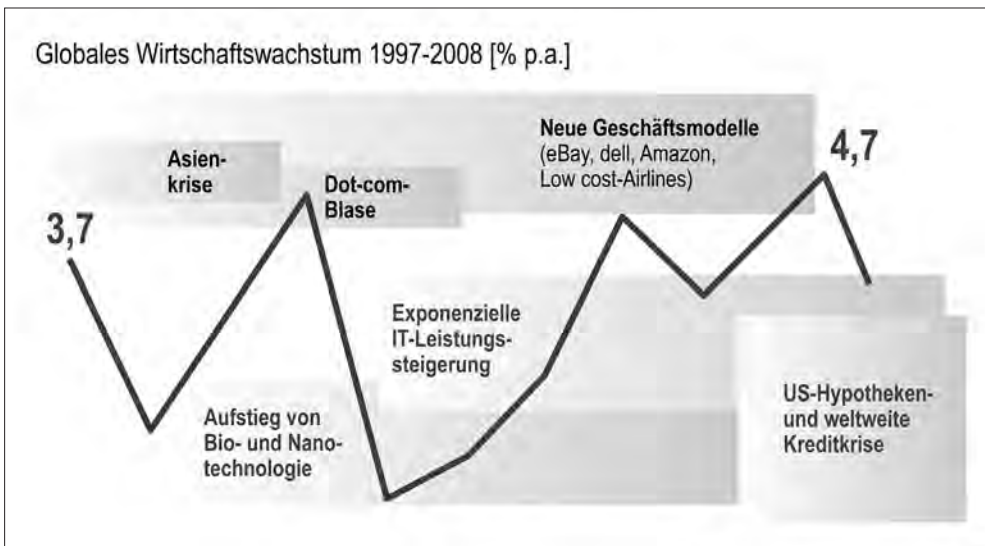 Globales Wirtschaftswachstum 1997-2008 [% p.a.]
Neue Geschäftsmodelle
(eBay, dell, Amazon,
Low cost-Airlines)
4,7
Asien-
krise
Dot-com-
Blase
3,7
Exponenzielle
IT-Leistungs-
steigerung
US-Hypotheken-
und weltweite
Kreditkrise
Aufstieg von
Bio- und Nano-
technologie